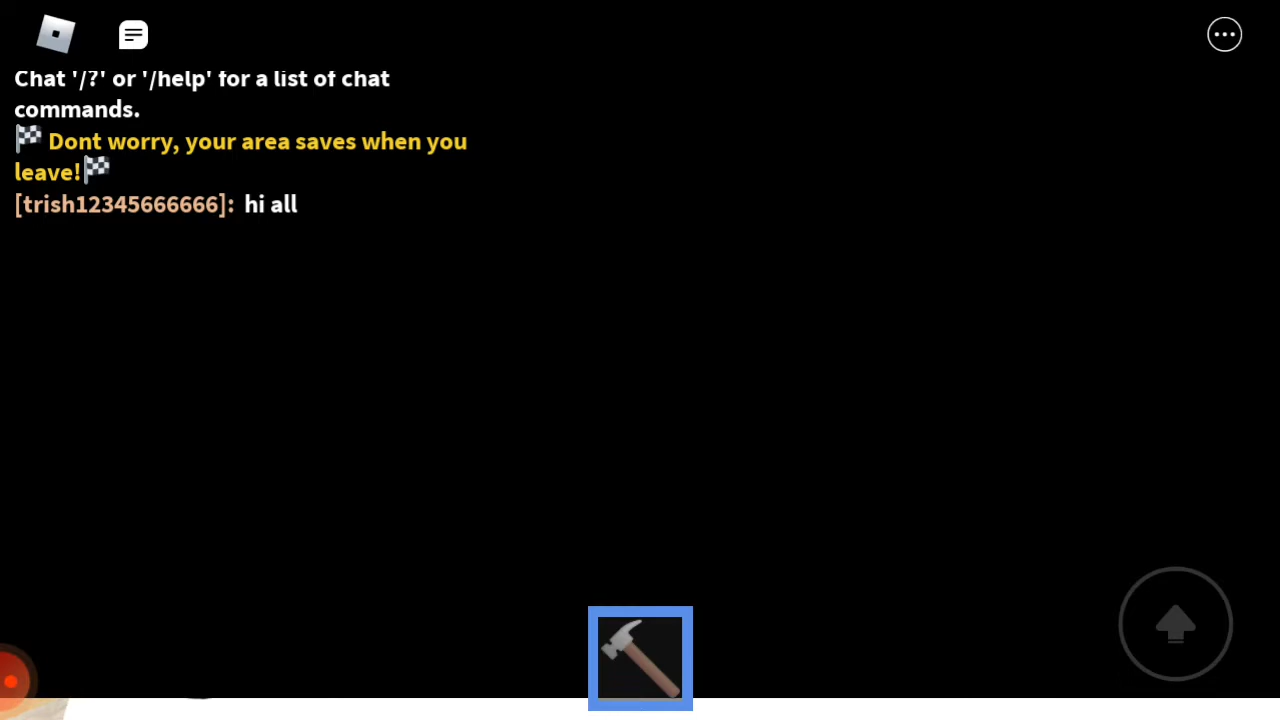 Chat '/?' or '/help' for a list of chat
commands.
🏁 Dont worry, your area saves when you
leave!🏁
[trish12345666666]: hi all